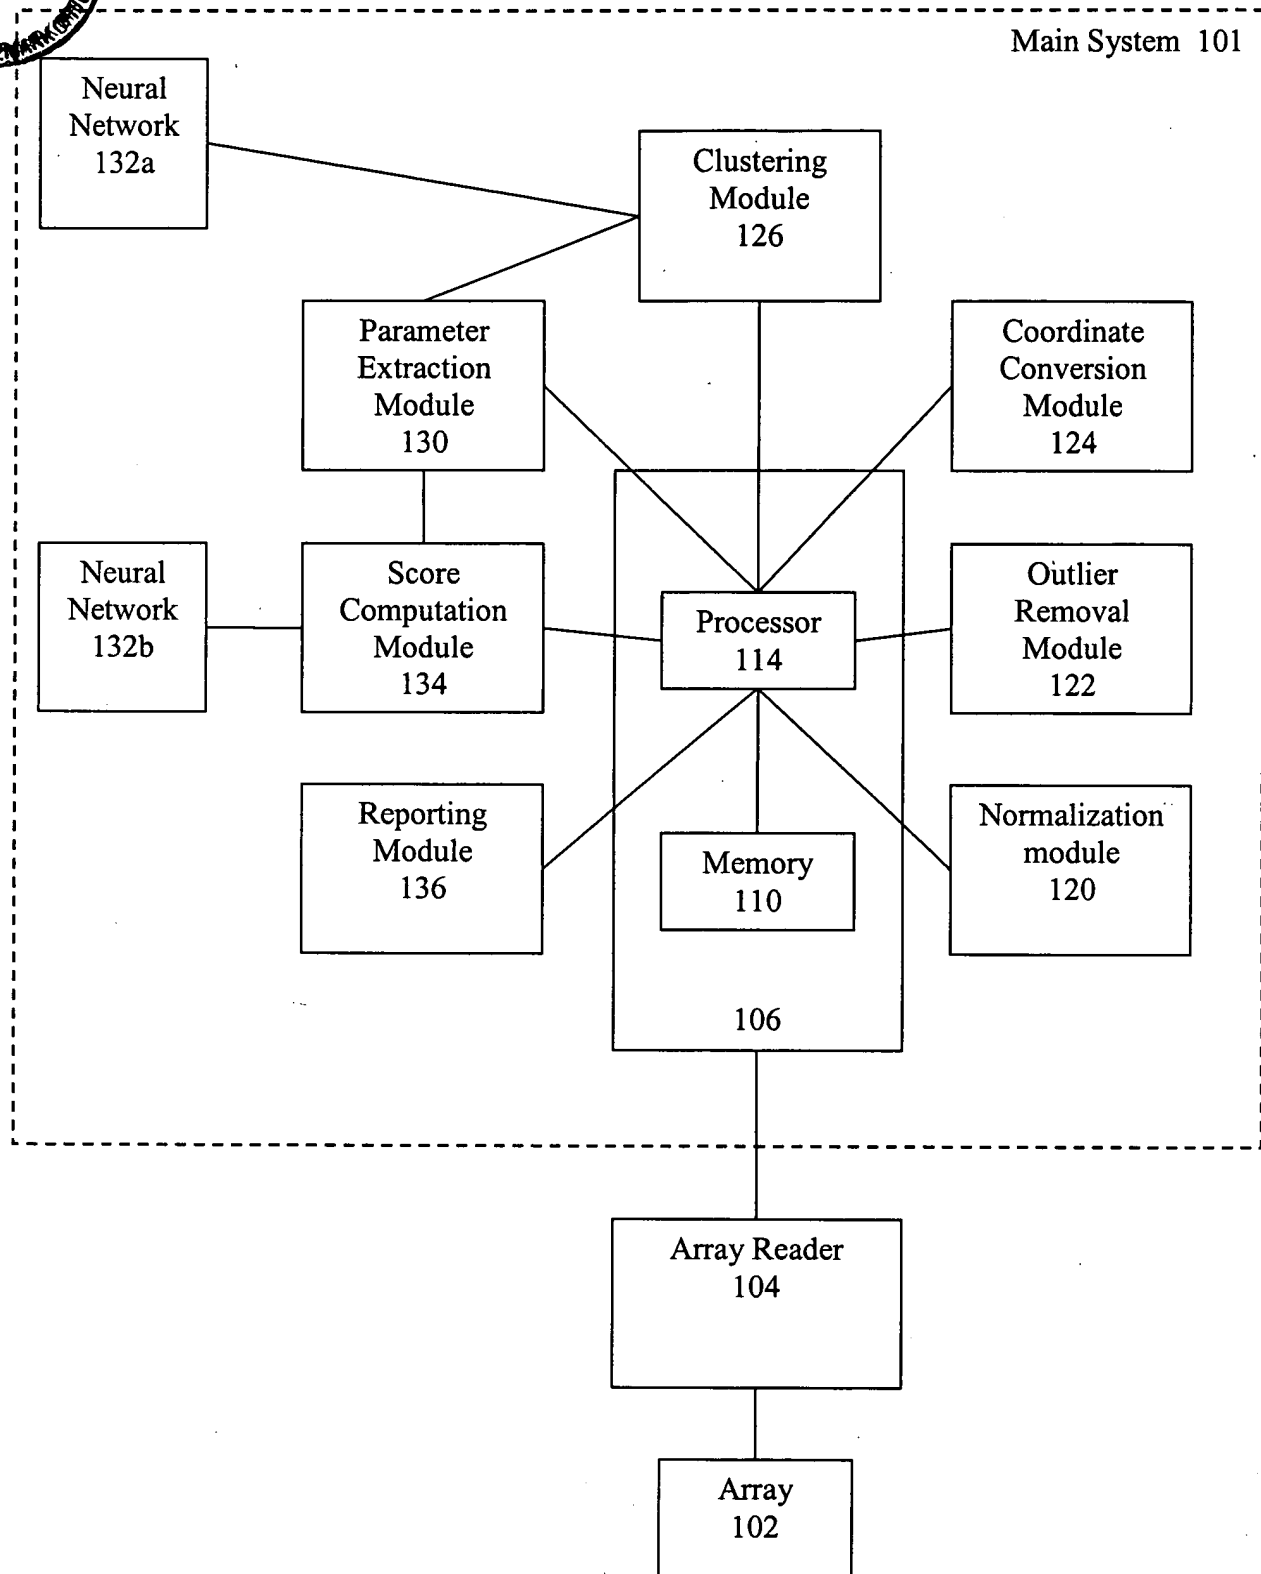 Main System 101
Neural
Network
132a
Clustering
Module
126
Parameter
Extraction
Module
130
Coordinate
Conversion
Module
124
Neural
Network
132b
Score
Computation
Module
134
Processor
114
Outlier
Removal
Module
122
Reporting
Module
136
Memory
110
Normalization
module
120
106
Array Reader
104
Array
102